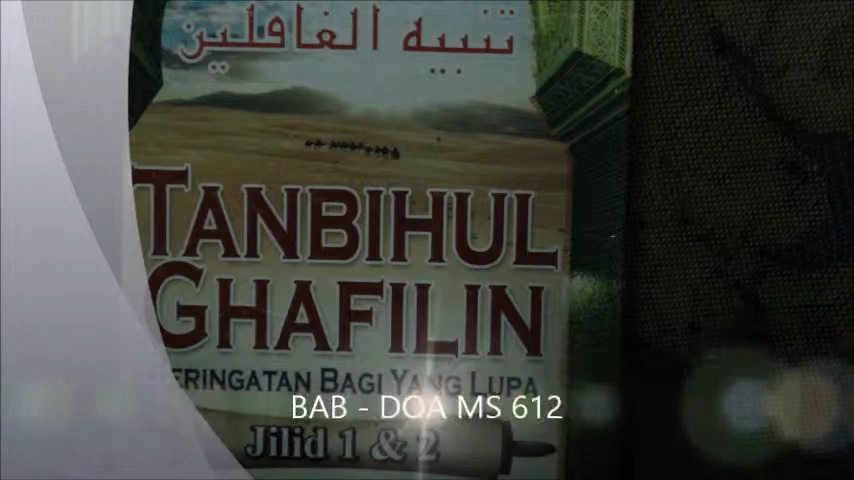 تنبيه الغافلين
TANBIHUL
GHAFILIN
ERINGATAN BAGI YANG LUPA
BAB - DOA MS 612
Jilid 1 & 2